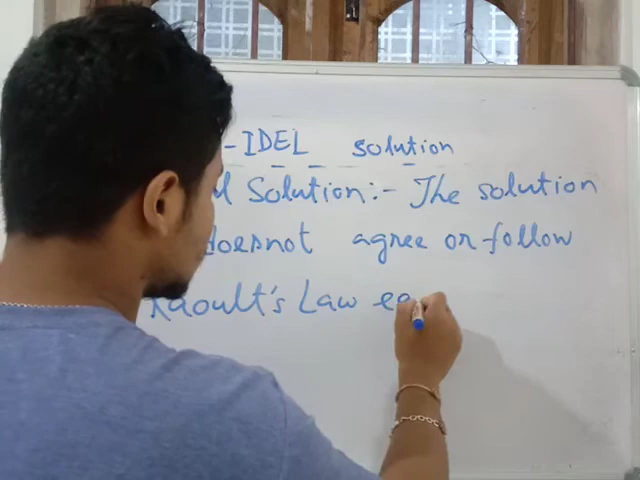 -IDEL solution
Solution:- The solution
doesnot agree or follow
Raoult's Law